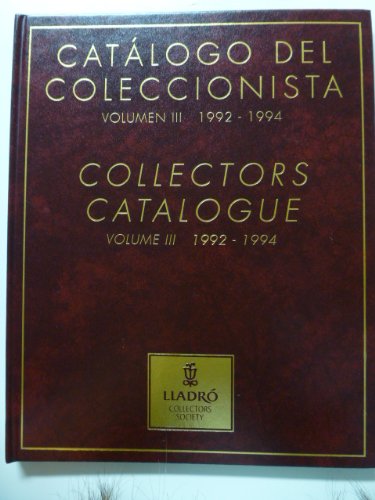 CATÁLOGO DEL
COLECCIONISTA
VOLUMEN III 1992 - 1994
COLLECTORS
CATALOGUE
VOLUME III 1992 - 1994
LLADRÓ
COLLECTORS
SOCIETY